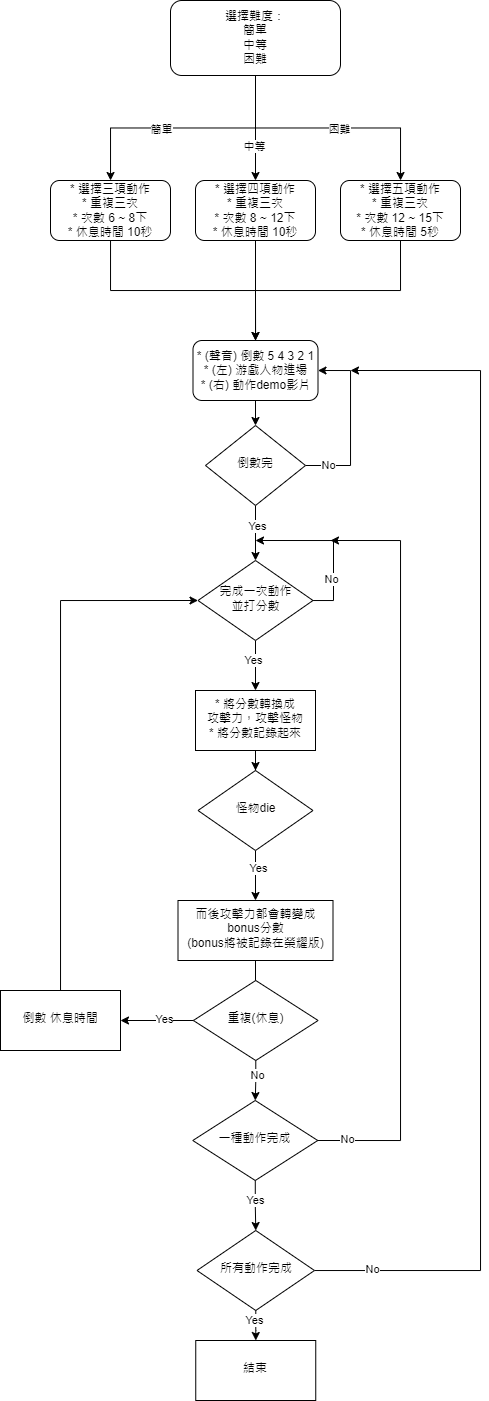 選擇難度：
簡單
中等
困難
簡單
中等
困難
* 選擇三項動作
* 重複三次
* 次數 6 ~ 8下
* 休息時間 10秒
* 選擇四項動作
* 重複三次
* 次數 8 ~ 12下
* 休息時間 10秒
* 選擇五項動作
* 重複三次
* 次數 12 ~ 15下
* 休息時間 5秒
* (聲音) 倒數 5 4 3 2 1
* (左) 游戲人物進場
* (右) 動作demo影片
倒數完
No
Yes
完成一次動作
並打分數
No
Yes
* 將分數轉換成
攻擊力，攻擊怪物
* 將分數記錄起來
怪物die
Yes
而後攻擊力都會轉變成
bonus分數
(bonus將被記錄在榮耀版)
重複(休息)
Yes
倒數 休息時間
No
一種動作完成
No
Yes
所有動作完成
No
Yes
結束